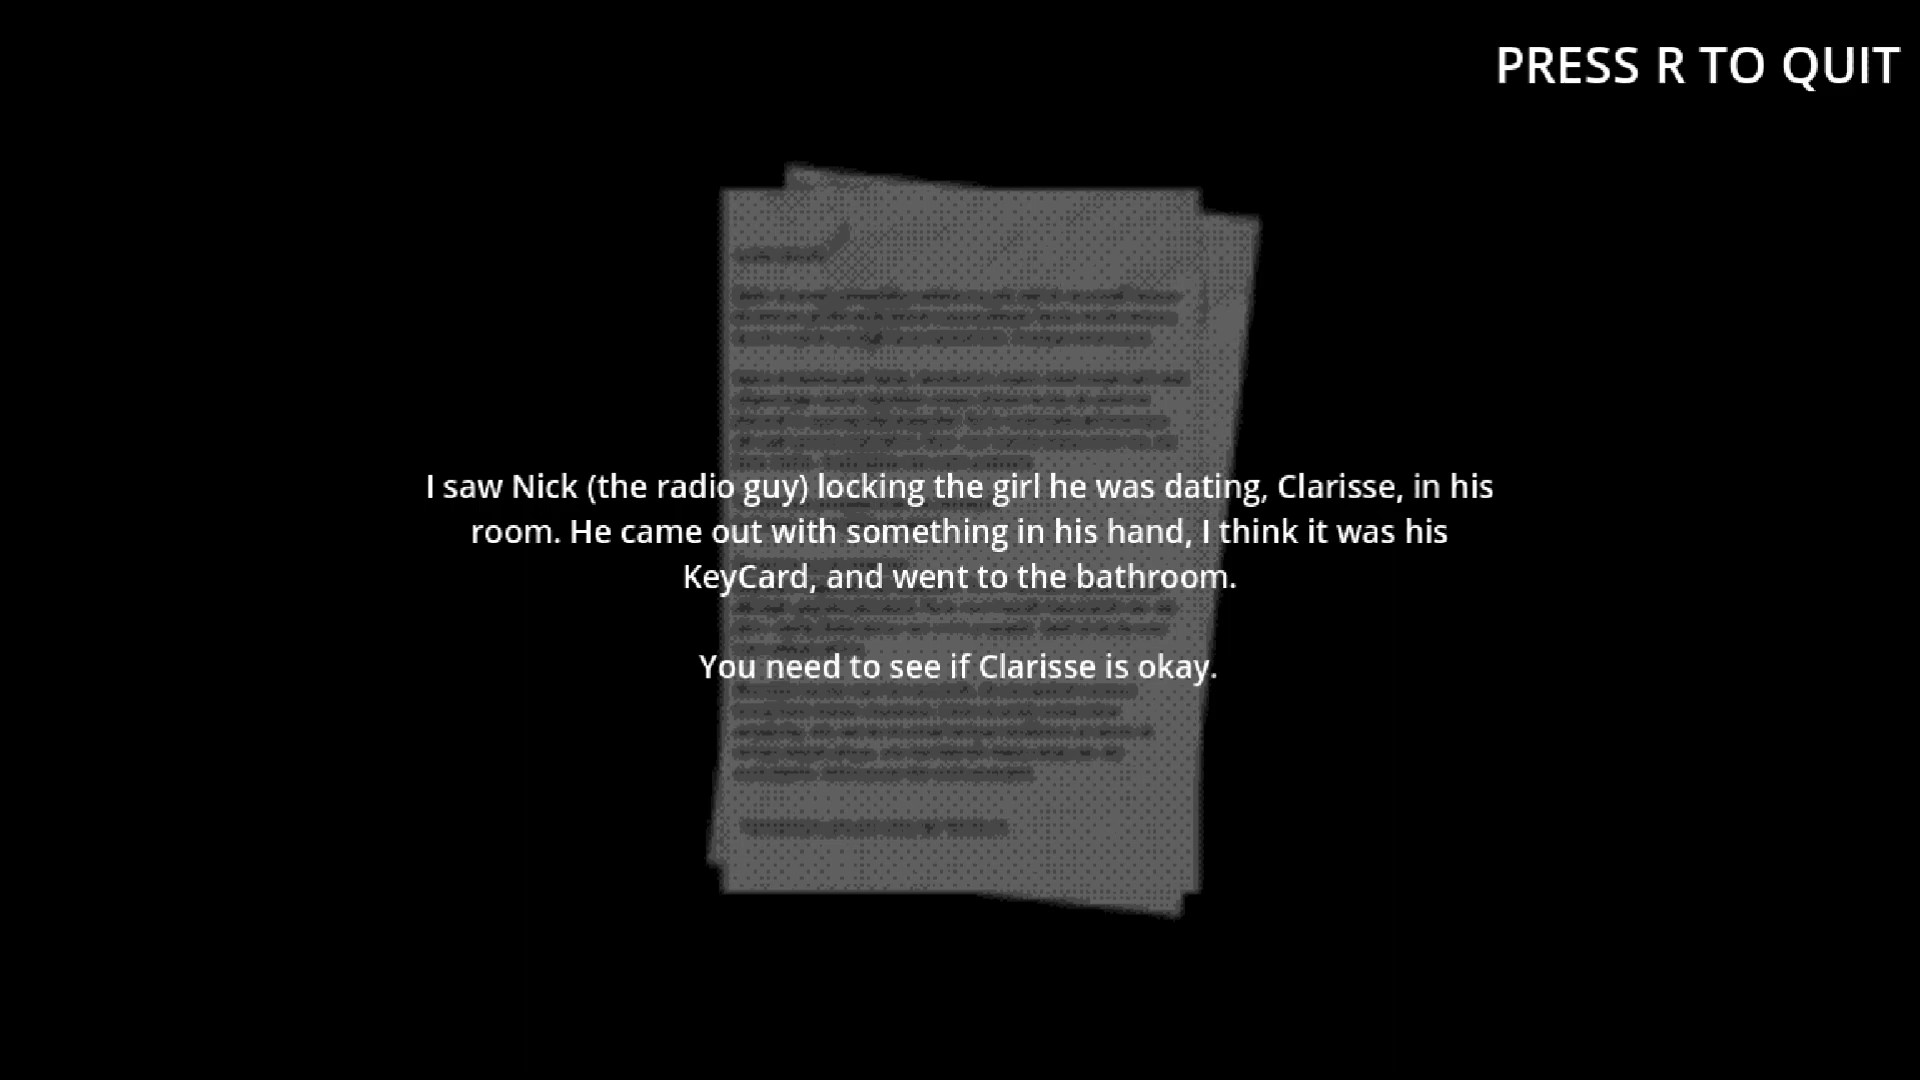 PRESS R TO QUIT
I saw Nick (the radio guy) locking the girl he was dating, Clarisse, in his
room. He came out with something in his hand, I think it was his
KeyCard, and went to the bathroom.
You need to see if Clarisse is okay.